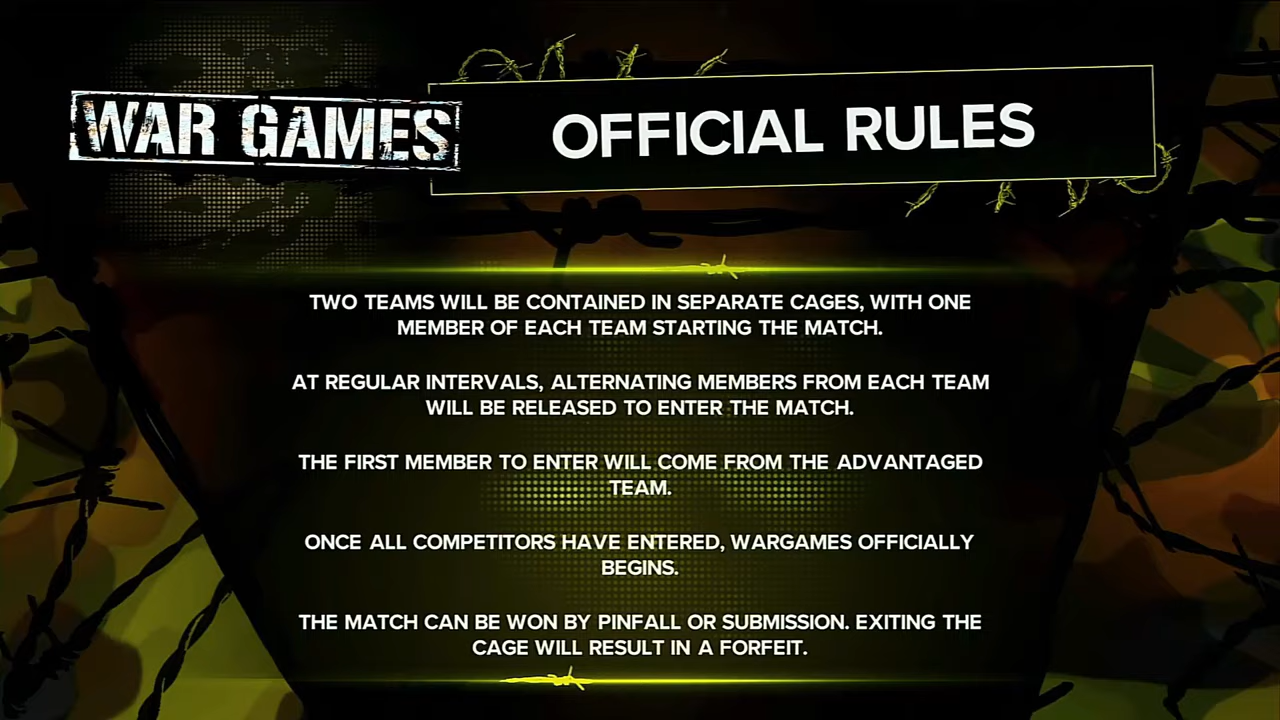 WAR GAMES
OFFICIAL RULES
TWO TEAMS WILL BE CONTAINED IN SEPARATE CAGES, WITH ONE
MEMBER OF EACH TEAM STARTING THE MATCH.
AT REGULAR INTERVALS, ALTERNATING MEMBERS FROM EACH TEAM
WILL BE RELEASED TO ENTER THE MATCH.
THE FIRST MEMBER TO ENTER WILL COME FROM THE ADVANTAGED
TEAM.
ONCE ALL COMPETITORS HAVE ENTERED, WARGAMES OFFICIALLY
BEGINS.
THE MATCH CAN BE WON BY PINFALL OR SUBMISSION. EXITING THE
CAGE WILL RESULT IN A FORFEIT.